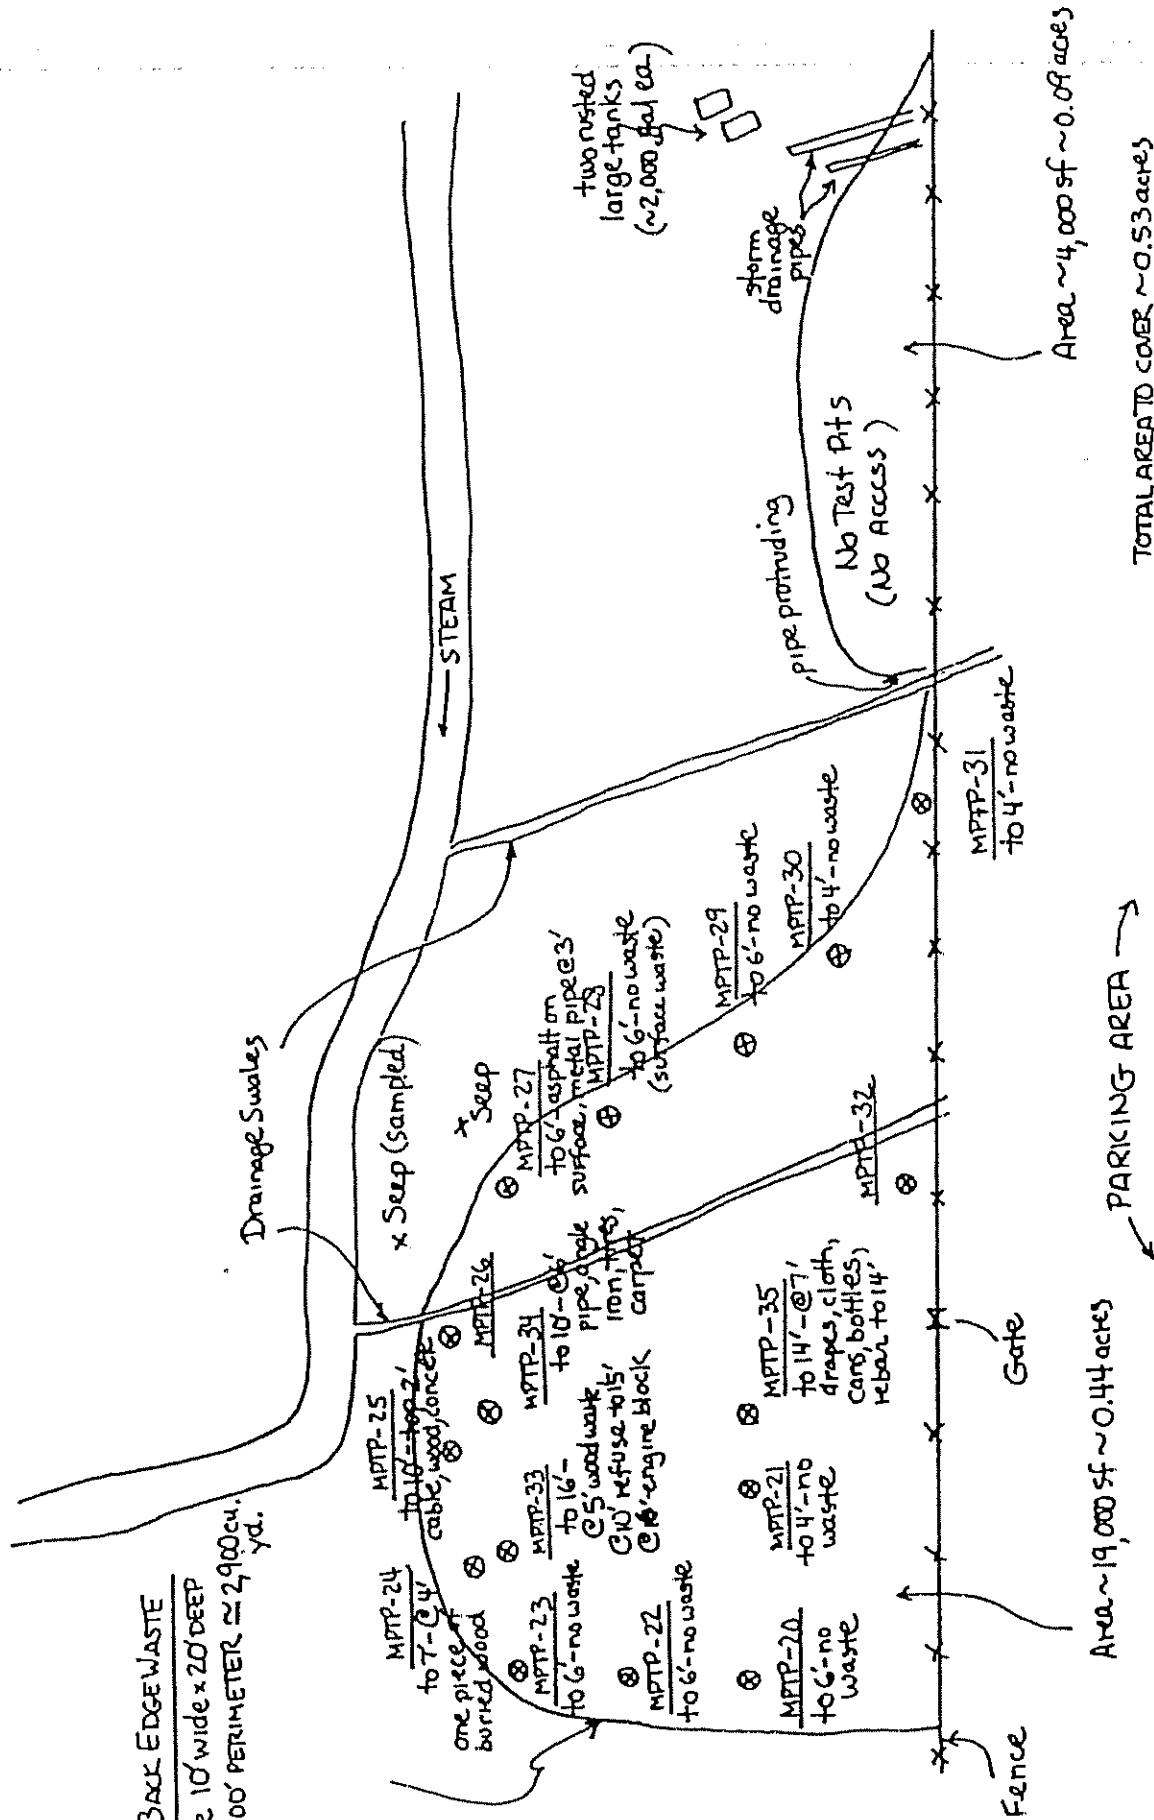 BACK EDGE WASTE
10' wide x 20' DEEP
00' PERIMETER ≃ 2,900 cu.
yd.
Drainage Swales
← STEAM
two rusted
large tanks
(~2,000 gal ea)
x Seep (sampled)
x
Seep
storm
drainage
pipes
pipe protruding
No Test Pits
(No Acccss)
MPTP-24
to 7'-@4'
one piece
buried wood
MPTP-25
to 10'-top 2'
cable, wood, concrete
MPTP-26
MPTP-27
to 6'-asphalt on
surface, metal pipe @3'
MPTP-28
to 6'-no waste
(surface waste)
MPTP-29
to 6'-no waste
MPTP-30
to 4'-no waste
MPTP-31
to 4'-no waste
MPTP-23
to 6'-no waste
MPTP-33
to 16'-
@5' wood waste
@10' refuse to 15'
engine block
MPTP-34
to 10'-@6'
pipe, angle
iron, tires,
carpet
MPTP-22
to 6'-no waste
MPTP-20
to 6'-no
waste
MPTP-21
to 4'-no
waste
MPTP-35
to 14'-@7'
drapes, cloth,
cans, bottles,
rebar to 14'
MPTP-32
Fence
Gate
← PARKING AREA →
Area ~19,000 sf ~0.44 acres
Area ~4,000 sf ~0.09 acres
TOTAL AREA TO COVER ~0.53 acres